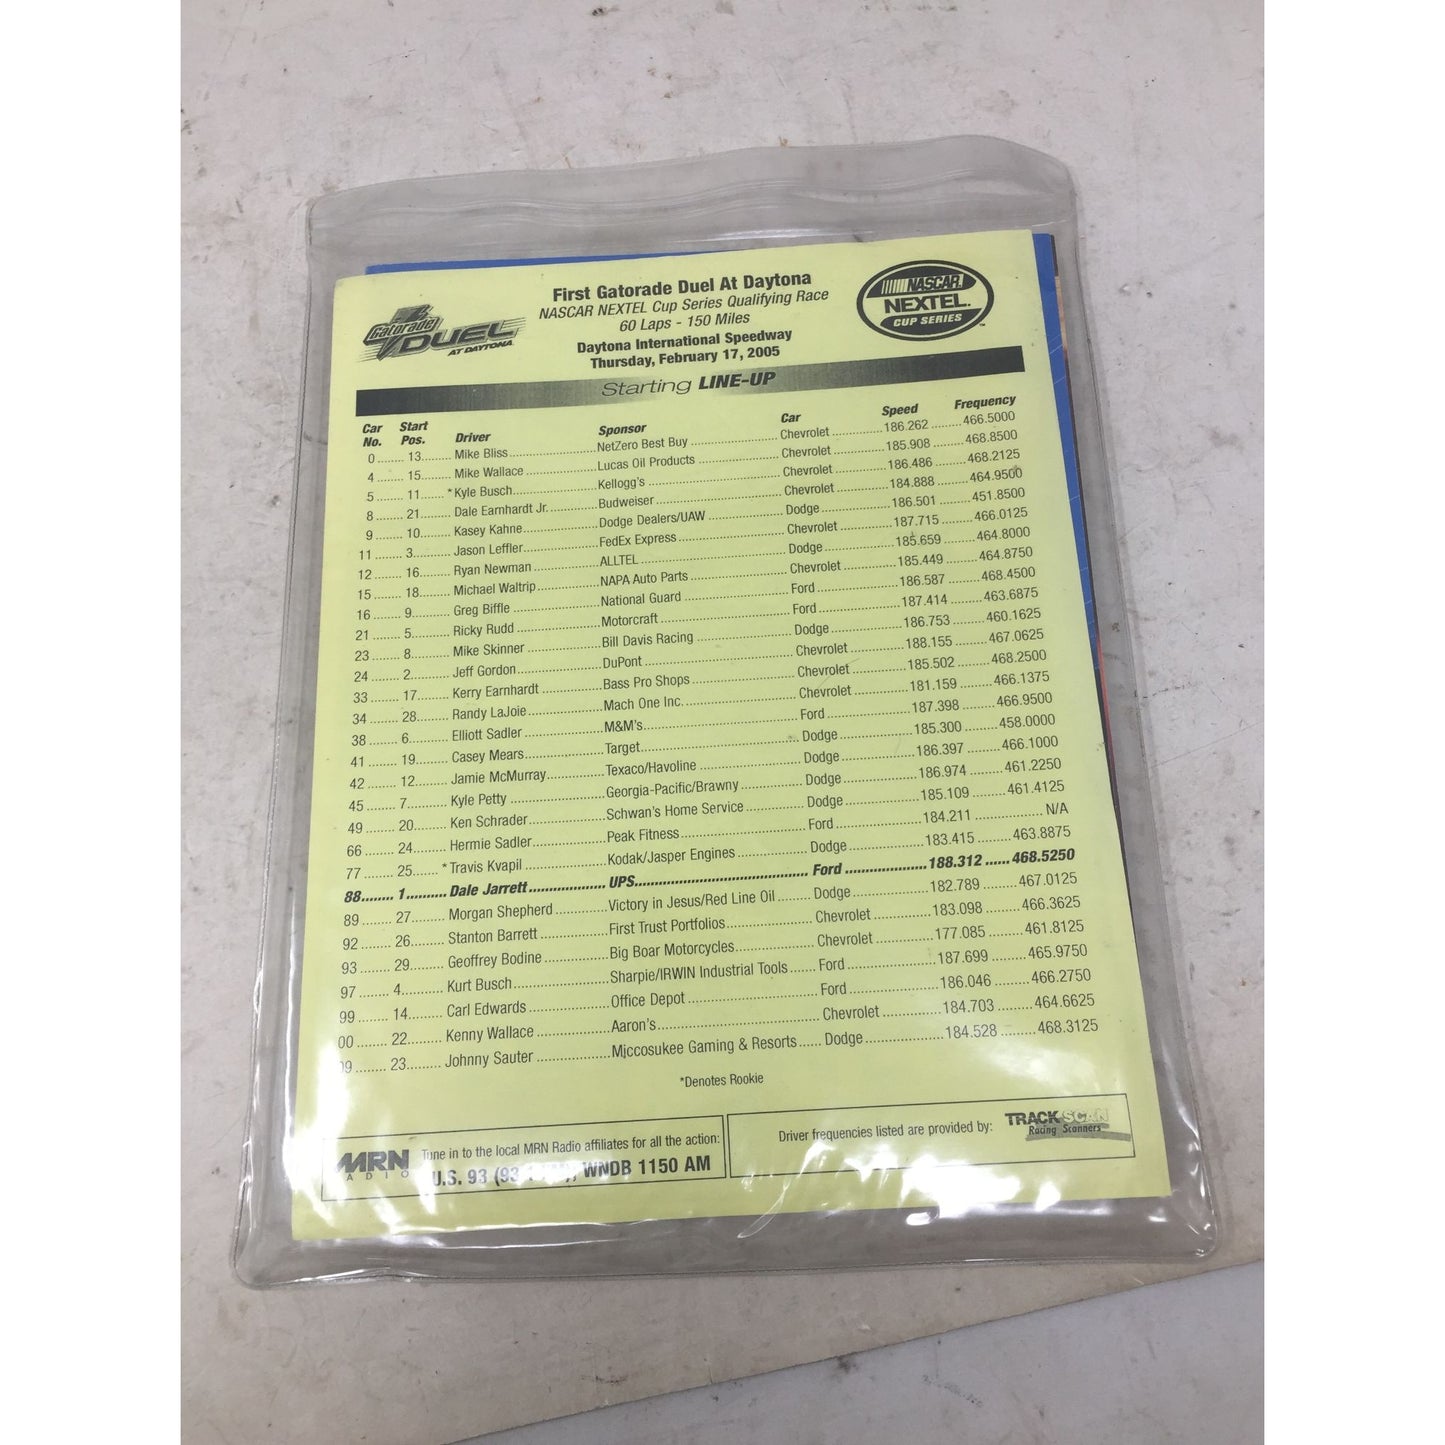 Gatorade
DUEL
AT DAYTONA
First Gatorade Duel At Daytona
NASCAR NEXTEL Cup Series Qualifying Race
60 Laps - 150 Miles
Daytona International Speedway
Thursday, February 17, 2005
NASCAR.
NEXTEL.
CUP SERIES
Starting LINE-UP
Car No. Start Pos. Driver Sponsor Car Speed Frequency
0 ........ 13 ........ Mike Bliss ........ NetZero Best Buy ........ Chevrolet ........ 186.262 ........ 466.5000
4 ........ 15 ........ Mike Wallace ........ Lucas Oil Products ........ Chevrolet ........ 185.908 ........ 468.8500
5 ........ 11 ........ *Kyle Busch ........ Kellogg's ........ Chevrolet ........ 186.486 ........ 468.2125
8 ........ 21 ........ Dale Earnhardt Jr. ........ Budweiser ........ Chevrolet ........ 184.888 ........ 464.9500
9 ........ 10 ........ Kasey Kahne ........ Dodge Dealers/UAW ........ Dodge ........ 186.501 ........ 451.8500
11 ........ 3 ........ Jason Leffler ........ FedEx Express ........ Chevrolet ........ 187.715 ........ 466.0125
12 ........ 16 ........ Ryan Newman ........ ALLTEL ........ Dodge ........ 185.659 ........ 464.8000
15 ........ 18 ........ Michael Waltrip ........ NAPA Auto Parts ........ Chevrolet ........ 185.449 ........ 464.8750
16 ........ 9 ........ Greg Biffle ........ National Guard ........ Ford ........ 186.587 ........ 468.4500
21 ........ 5 ........ Ricky Rudd ........ Motorcraft ........ Ford ........ 187.414 ........ 463.6875
23 ........ 8 ........ Mike Skinner ........ Bill Davis Racing ........ Dodge ........ 186.753 ........ 460.1625
24 ........ 2 ........ Jeff Gordon ........ DuPont ........ Chevrolet ........ 188.155 ........ 467.0625
33 ........ 17 ........ Kerry Earnhardt ........ Bass Pro Shops ........ Chevrolet ........ 185.502 ........ 468.2500
34 ........ 28 ........ Randy LaJoie ........ Mach One Inc. ........ Chevrolet ........ 181.159 ........ 466.1375
38 ........ 6 ........ Elliott Sadler ........ M&M's ........ Ford ........ 187.398 ........ 466.9500
41 ........ 19 ........ Casey Mears ........ Target ........ Dodge ........ 185.300 ........ 458.0000
42 ........ 12 ........ Jamie McMurray ........ Texaco/Havoline ........ Dodge ........ 186.397 ........ 466.1000
45 ........ 7 ........ Kyle Petty ........ Georgia-Pacific/Brawny ........ Dodge ........ 186.974 ........ 461.2250
49 ........ 20 ........ Ken Schrader ........ Schwan's Home Service ........ Dodge ........ 185.109 ........ 461.4125
66 ........ 24 ........ Hermie Sadler ........ Peak Fitness ........ Ford ........ 184.211 ........ N/A
77 ........ 25 ........ *Travis Kvapil ........ Kodak/Jasper Engines ........ Dodge ........ 183.415 ........ 463.8875
88 ........ 1 ........ Dale Jarrett ........ UPS ........ Ford ........ 188.312 ...... 468.5250
89 ........ 27 ........ Morgan Shepherd ........ Victory in Jesus/Red Line Oil ........ Dodge ........ 182.789 ........ 467.0125
92 ........ 26 ........ Stanton Barrett ........ First Trust Portfolios ........ Chevrolet ........ 183.098 ........ 466.3625
93 ........ 29 ........ Geoffrey Bodine ........ Big Boar Motorcycles ........ Chevrolet ........ 177.085 ........ 461.8125
97 ........ 4 ........ Kurt Busch ........ Sharpie/IRWIN Industrial Tools ........ Ford ........ 187.699 ........ 465.9750
99 ........ 14 ........ Carl Edwards ........ Office Depot ........ Ford ........ 186.046 ........ 466.2750
00 ........ 22 ........ Kenny Wallace ........ Aaron's ........ Chevrolet ........ 184.703 ........ 464.6625
09 ........ 23 ........ Johnny Sauter ........ Miccosukee Gaming & Resorts ...... Dodge ........ 184.528 ........ 468.3125
*Denotes Rookie
MRN RADIO
Tune in to the local MRN Radio affiliates for all the action:
U.S. 93 WNDB 1150 AM
Driver frequencies listed are provided by:
TRACK SCAN
Racing Scanners